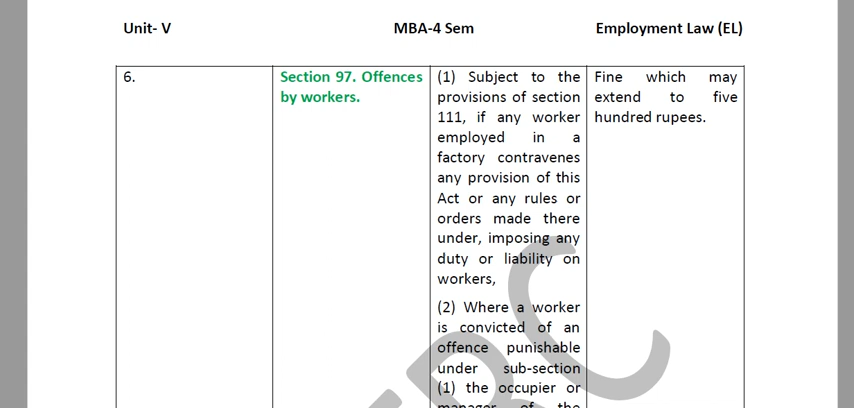 Unit- V MBA-4 Sem Employment Law (EL)
6.
Section 97. Offences
by workers.
(1) Subject to the
provisions of section
111, if any worker
employed in a
factory contravenes
any provision of this
Act or any rules or
orders made there
under, imposing any
duty or liability on
workers,
(2) Where a worker
is convicted of an
offence punishable
under sub-section
(1) the occupier or
manager of the
Fine which may
extend to five
hundred rupees.